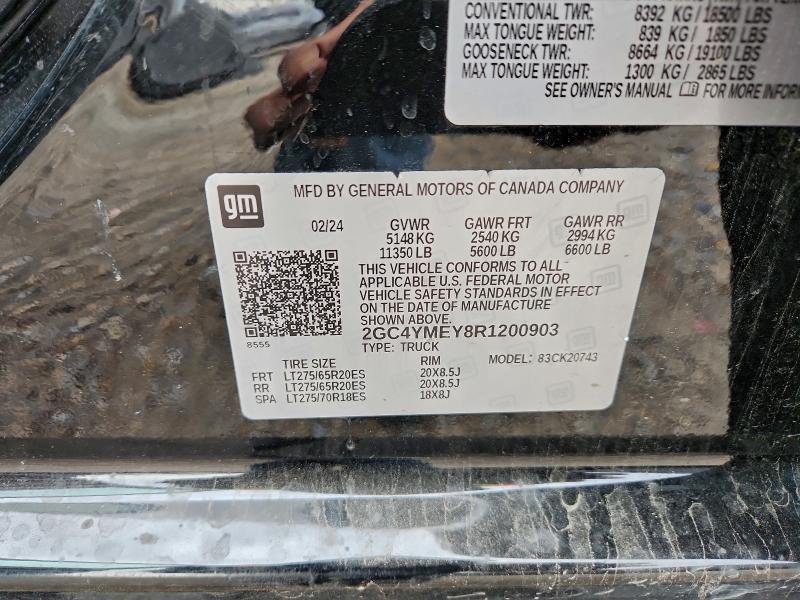 CONVENTIONAL TWR: 8392 KG / 18500 LBS
MAX TONGUE WEIGHT: 839 KG / 1850 LBS
GOOSENECK TWR: 8664 KG / 19100 LBS
MAX TONGUE WEIGHT: 1300 KG / 2865 LBS
SEE OWNER'S MANUAL FOR MORE INFORM
gm
MFD BY GENERAL MOTORS OF CANADA COMPANY
02/24 GVWR GAWR FRT GAWR RR
5148 KG 2540 KG 2994 KG
11350 LB 5600 LB 6600 LB
THIS VEHICLE CONFORMS TO ALL
APPLICABLE U.S. FEDERAL MOTOR
VEHICLE SAFETY STANDARDS IN EFFECT
ON THE DATE OF MANUFACTURE
SHOWN ABOVE.
8555
2GC4YMEY8R1200903
TYPE: TRUCK MODEL: 83CK20743
TIRE SIZE RIM
FRT LT275/65R20ES 20X8.5J
RR LT275/65R20ES 20X8.5J
SPA LT275/70R18ES 18X8J